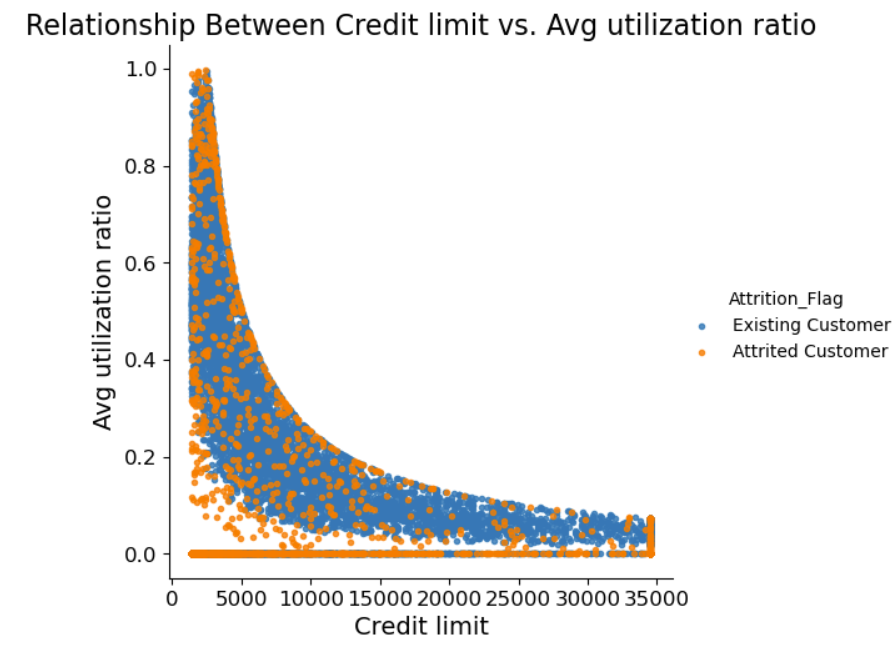 Relationship Between Credit limit vs. Avg utilization ratio
1.0
0.8
0.6
0.4
0.2
0.0
Avg utilization ratio
0 5000 10000 15000 20000 25000 30000 35000
Credit limit
Attrition_Flag
Existing Customer
Attrited Customer